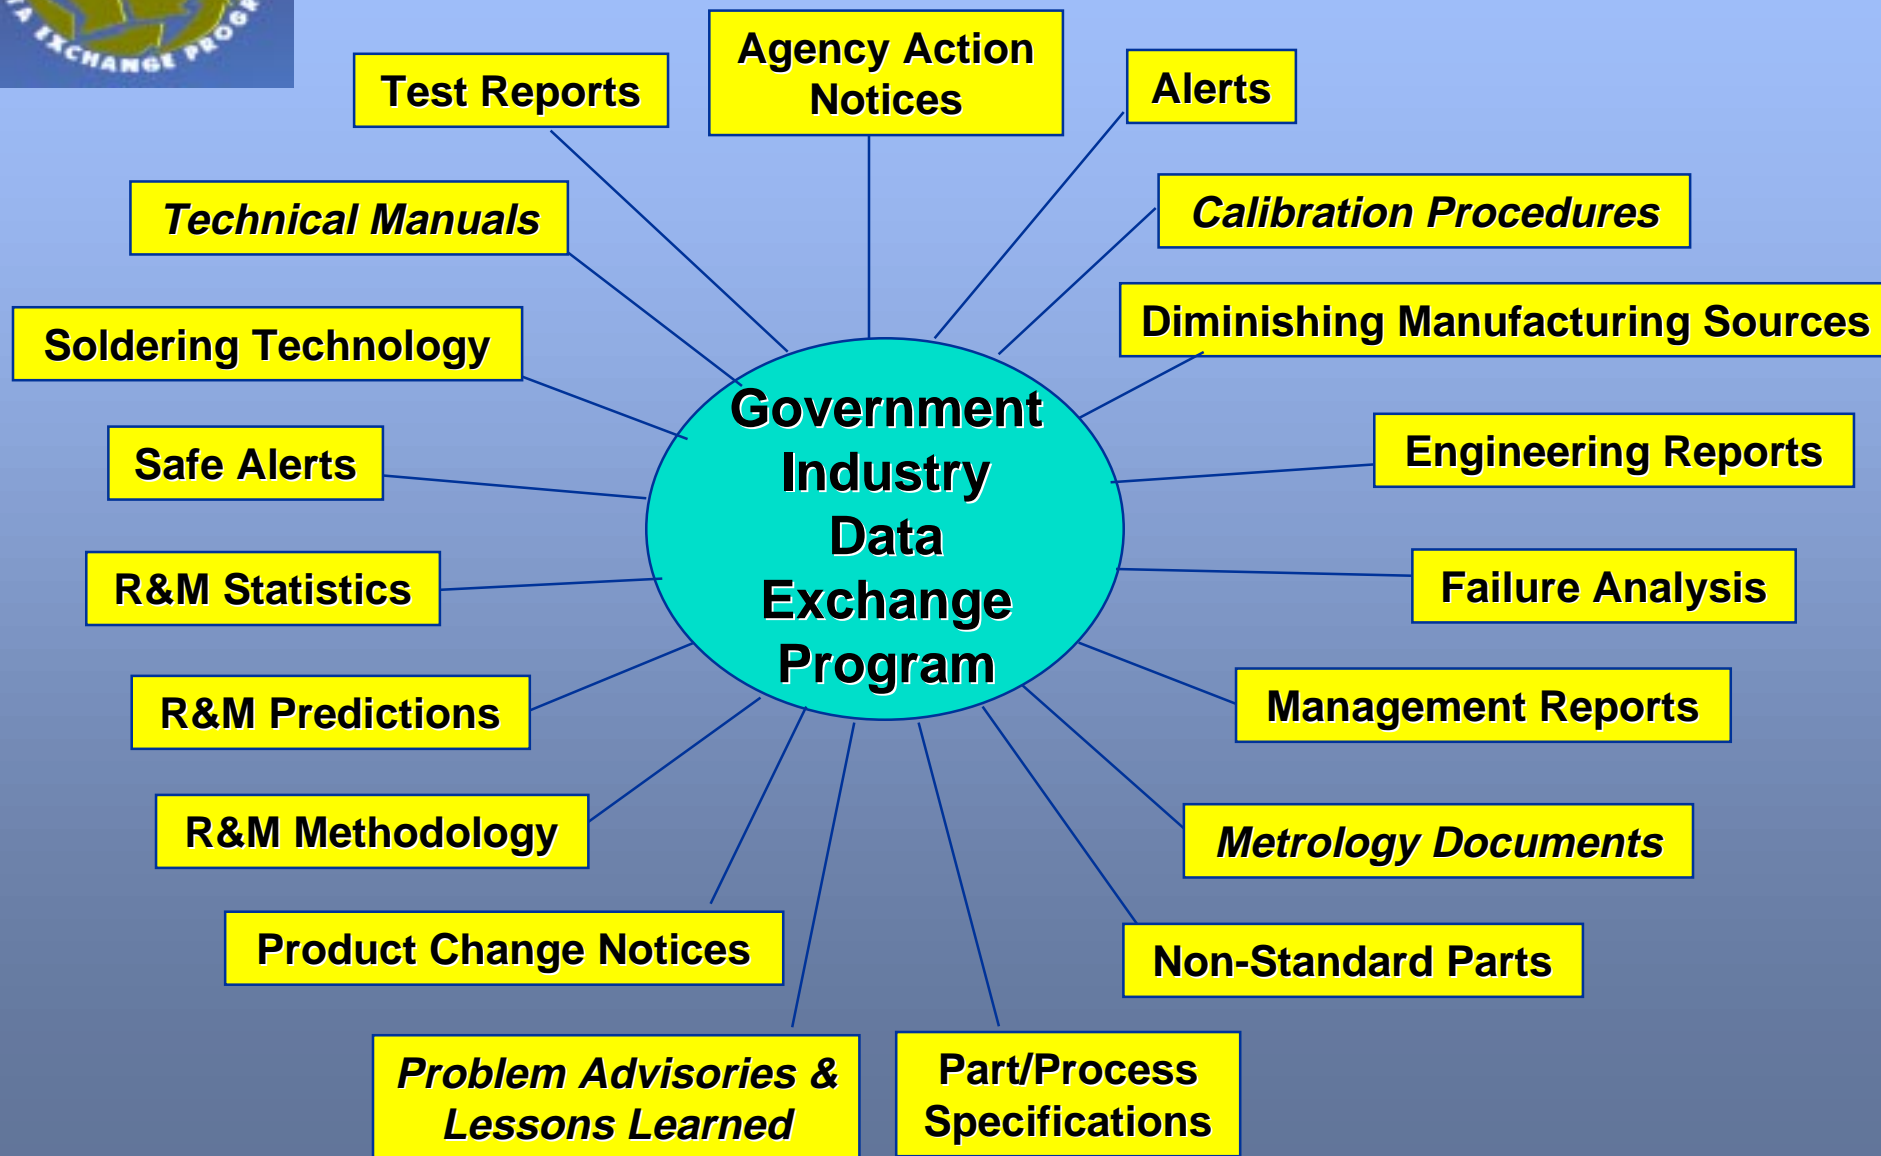 EXCHANGE PROG
Agency Action
Notices
Test Reports
Alerts
Technical Manuals
Calibration Procedures
Soldering Technology
Diminishing Manufacturing Sources
Safe Alerts
Engineering Reports
R&M Statistics
Failure Analysis
R&M Predictions
Management Reports
R&M Methodology
Metrology Documents
Product Change Notices
Non-Standard Parts
Problem Advisories &
Lessons Learned
Part/Process
Specifications
Government
Industry
Data
Exchange
Program